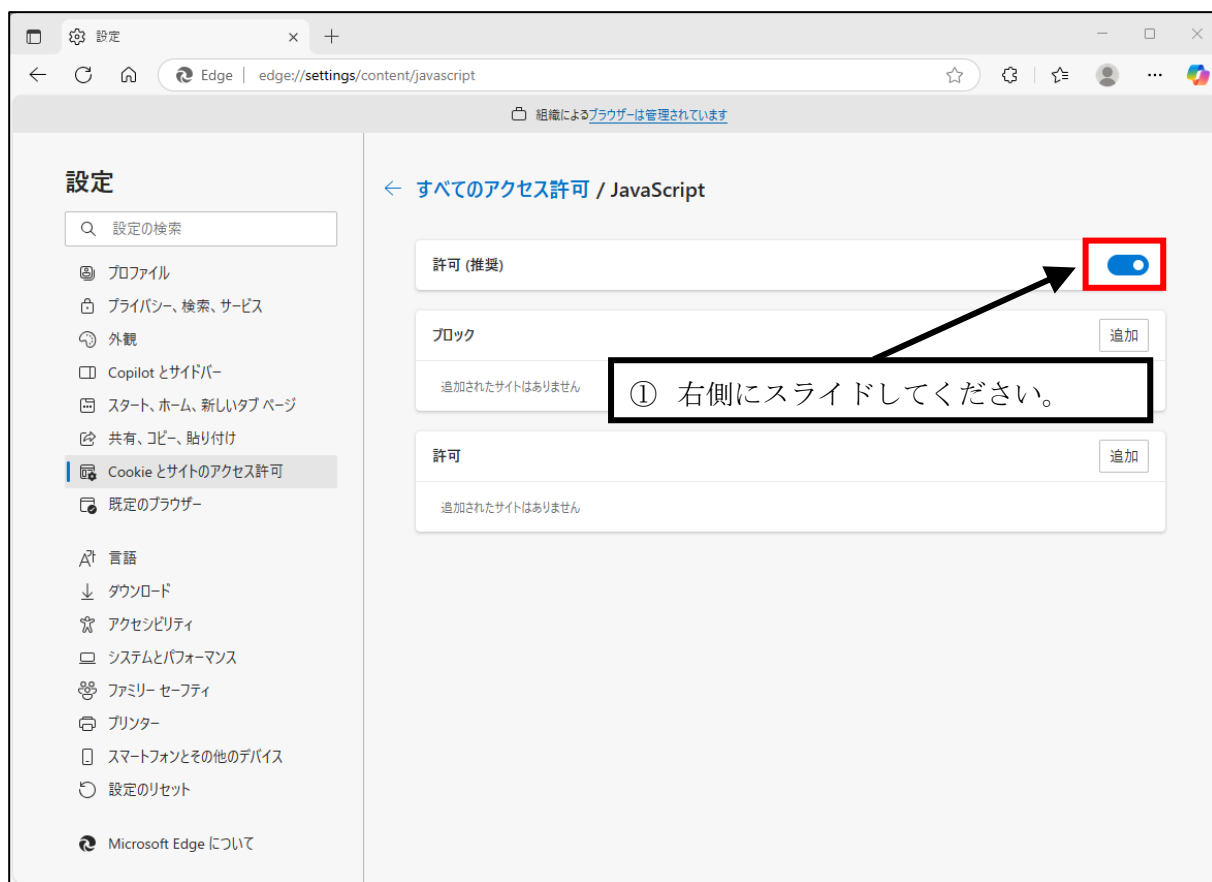 設定
Edge
edge://settings/content/javascript
組織によるブラウザーは管理されています
設定
設定の検索
プロファイル
プライバシー、検索、サービス
外観
Copilot とサイドバー
スタート、ホーム、新しいタブ ページ
共有、コピー、貼り付け
Cookie とサイトのアクセス許可
既定のブラウザー
言語
ダウンロード
アクセシビリティ
システムとパフォーマンス
ファミリー セーフティ
プリンター
スマートフォンとその他のデバイス
設定のリセット
Microsoft Edge について
すべてのアクセス許可 / JavaScript
許可 (推奨)
ブロック
追加
追加されたサイトはありません
① 右側にスライドしてください。
許可
追加
追加されたサイトはありません